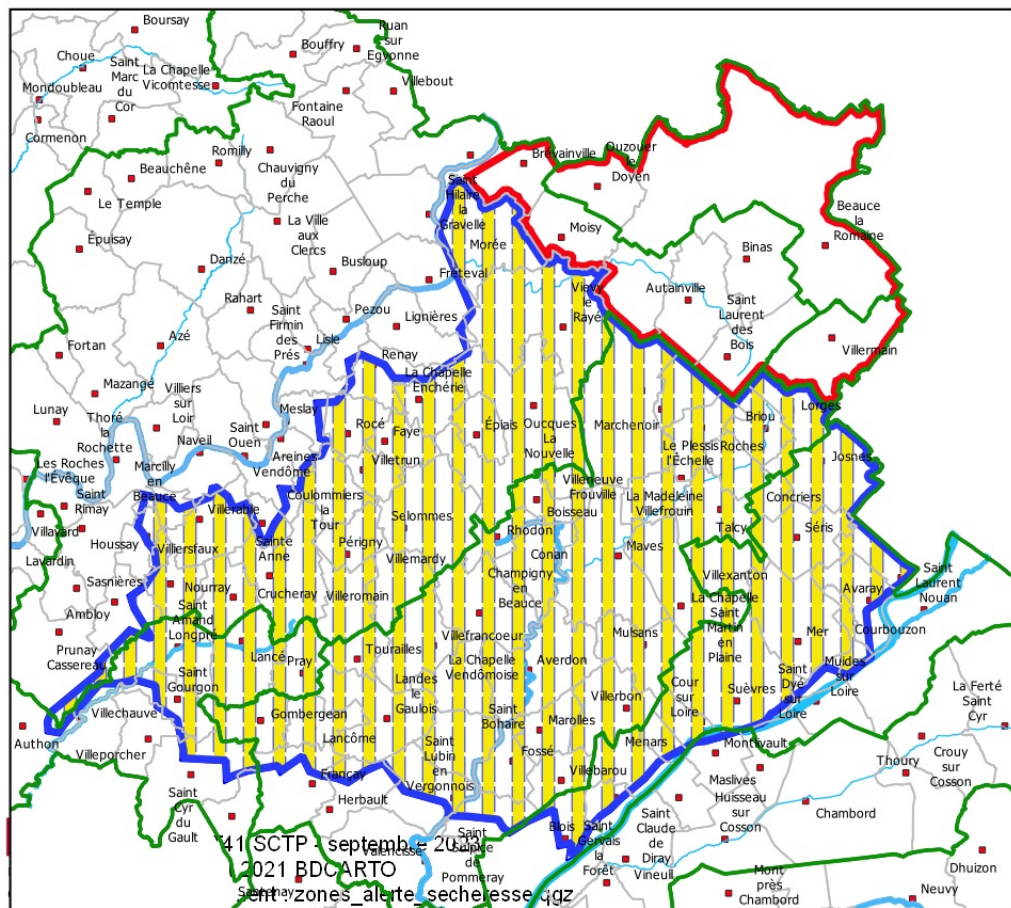 Boursay
Ruan
sur
Egvonne
Bouffry
Choue
Saint
Marc
du
Cor
La Chapelle
Vicomtesse
Mondoubleau
Villebout
Fontaine
Raoul
Cormenon
Romilly
Brévainville
Ouzouer
le
Doyen
Beauchêne
Chauvigny
du
Perche
Saint
Hilaire
la
Gravelle
Le Temple
Beauce
la
Romaine
La Ville
aux
Clercs
Moisy
Épuisay
Morée
Binas
Danzé
Busloup
Fréteval
Autainville
Vievy
le
Rayé
Saint
Laurent
des
Bois
Rahart
Pezou
Saint
Firmin
des
Prés
Lignières
Azé
Lisle
Fortan
Renay
Villermain
La Chapelle
Enchérie
Mazangé
Villiers
sur
Loir
Lunay
Thoré
la
Rochette
Meslay
Lorges
Briou
Saint
Ouen
Rocé
Faye
Épiais
Oucques
La
Nouvelle
Marchenoir
Naveil
Areines
Vendôme
Villetrun
Le Plessis
l'Échelle
Roches
Josnes
Les Roches
l'Évêque
Marcilly
en
Beauce
Saint
Rimay
Coulommiers
la
Tour
Villeneuve
Frouville
La Madeleine
Villefrouin
Concriers
Villavard
Villerable
Selommes
Boisseau
Talcy
Séris
Houssay
Villiersfaux
Sainte
Anne
Périgny
Rhodon
Conan
Maves
Lavardin
Villemardy
Champigny
en
Beauce
Villexanton
Saint
Laurent
Nouan
Sasnières
Nourray
Crucheray
Villeromain
Avaray
Ambloy
Saint
Amand
Longpré
La Chapelle
Saint
Martin
en
Plaine
Courbouzon
Prunay
Cassereau
Lancé
Pray
Tourailles
Villefrancoeur
Mulsans
Mer
Saint
Gourgon
La Chapelle
Vendômoise
Averdon
Saint
Dyé
sur
Loire
Muides
sur
Loire
Landes
le
Gaulois
Villerbon
Cour
sur
Loire
Suèvres
La Ferté
Saint
Cyr
Villechauve
Gombergean
Saint
Bohaire
Marolles
Authon
Villeporcher
Lancôme
Saint
Lubin
en
Vergonnois
Fossé
Menars
Montlivault
Crouy
sur
Cosson
Thoury
Françay
Villebarou
Maslives
Saint
Cyr
du
Gault
Herbault
Huisseau
sur
Cosson
Chambord
Saint
Claude
de
Diray
Blois
Saint
Gervais
la
Forêt
Saint
Sulpice
de
Pommeray
Valencisse
Vineuil
Dhuizon
Mont
près
Chambord
Santenay
Neuvy
41 SCTP - septembre
2021 BDCARTO
zones_alerte_secheresse.qgz